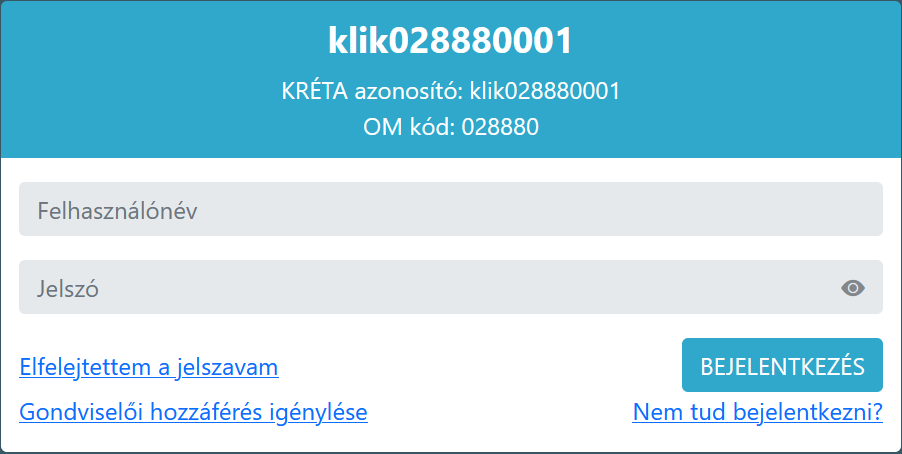 klik028880001
KRÉTA azonosító: klik028880001
OM kód: 028880
Felhasználónév
Jelszó
Elfelejtettem a jelszavam
BEJELENTKEZÉS
Gondviselői hozzáférés igénylése
Nem tud bejelentkezni?